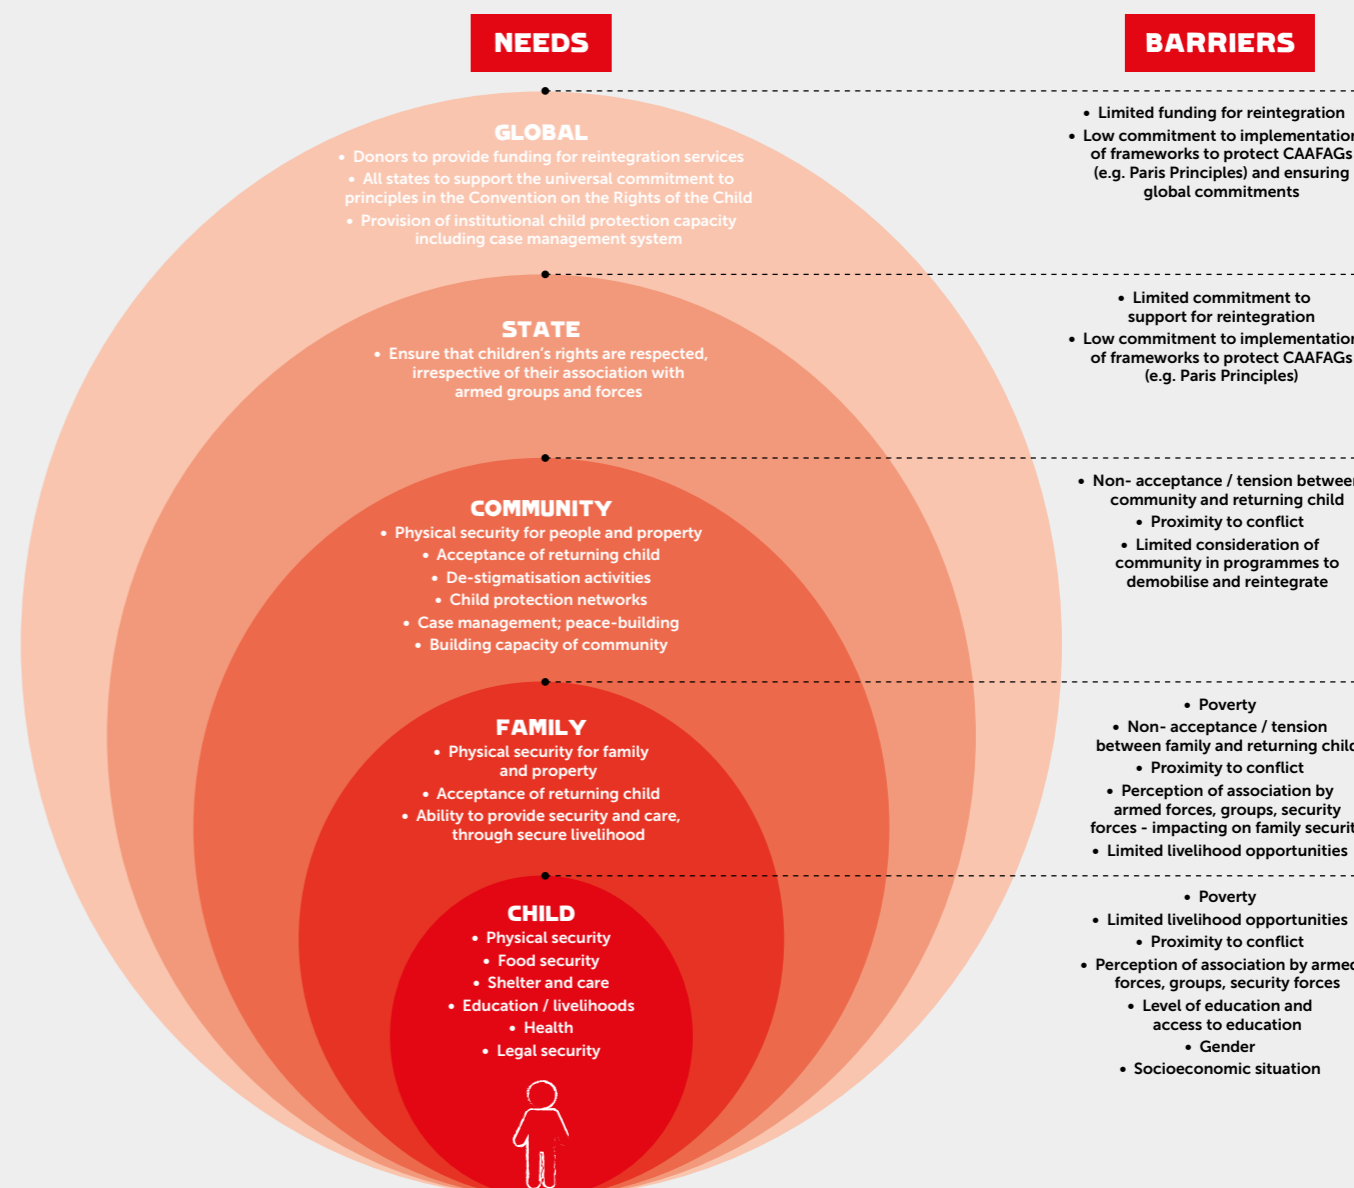 NEEDS
BARRIERS
GLOBAL
• Donors to provide funding for reintegration services
• All states to support the universal commitment to
principles in the Convention on the Rights of the Child
• Provision of institutional child protection capacity
including case management system
• Limited funding for reintegration
• Low commitment to implementation
of frameworks to protect CAAFAGs
(e.g. Paris Principles) and ensuring
global commitments
STATE
• Ensure that children's rights are respected,
irrespective of their association with
armed groups and forces
• Limited commitment to
support for reintegration
• Low commitment to implementation
of frameworks to protect CAAFAGs
(e.g. Paris Principles)
COMMUNITY
• Physical security for people and property
• Acceptance of returning child
• De-stigmatisation activities
• Child protection networks
• Case management; peace-building
• Building capacity of community
• Non- acceptance / tension between
community and returning child
• Proximity to conflict
• Limited consideration of
community in programmes to
demobilise and reintegrate
FAMILY
• Physical security for family
and property
• Acceptance of returning child
• Ability to provide security and care,
through secure livelihood
• Poverty
• Non- acceptance / tension
between family and returning child
• Proximity to conflict
• Perception of association by
armed forces, groups, security
forces - impacting on family securit
• Limited livelihood opportunities
CHILD
• Physical security
• Food security
• Shelter and care
• Education / livelihoods
• Health
• Legal security
• Poverty
• Limited livelihood opportunities
• Proximity to conflict
• Perception of association by armed
forces, groups, security forces
• Level of education and
access to education
• Gender
• Socioeconomic situation